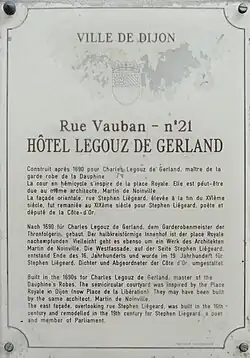 VILLE DE DIJON
Rue Vauban - n°21
HÔTEL LEGOUZ DE GERLAND
Construit après 1690 pour Charles Legouz de Gerland, maître de la
garde robe de la Dauphine.
La cour en hémicycle s'inspire de la place Royale. Elle est peut-être
due au même architecte, Martin de Noinville.
La façade orientale, rue Stephen Liégeard, élevée à la fin du XVIème
siècle, fut remaniée au XIXème siècle pour Stephen Liégeard, poète et
député de la Côte-d'Or.
Nach 1690 für Charles Legouz de Gerland, dem Garderobenmeister der
Thronfolgerin, gebaut. Der halbkreisförmige Innenhof ist der place Royale
nachempfunden. Vielleicht geht es ebenso um ein Werk des Architekten
Martin de Noinville. Die Westfassade, auf der Seite Stephen Liégeard,
entstand Ende des 16. Jahrhunderts und wurde im 19. Jahrhundert für
Stephen Liégeard, Dichter und Abgeordneter der Côte d'Or, umgestaltet.
Built in the 1690s for Charles Legouz de Gerland, master of the
Dauphine's Robes. The semicircular courtyard was inspired by the Place
Royale in Dijon (now Place de la Libération). They may have been built
by the same architect, Martin de Noinville.
The east façade, overlooking rue Stephen Liégeard, was built in the 16th
century and remodelled in the 19th century for Stephen Liégeard, a poet
and member of Parliament.